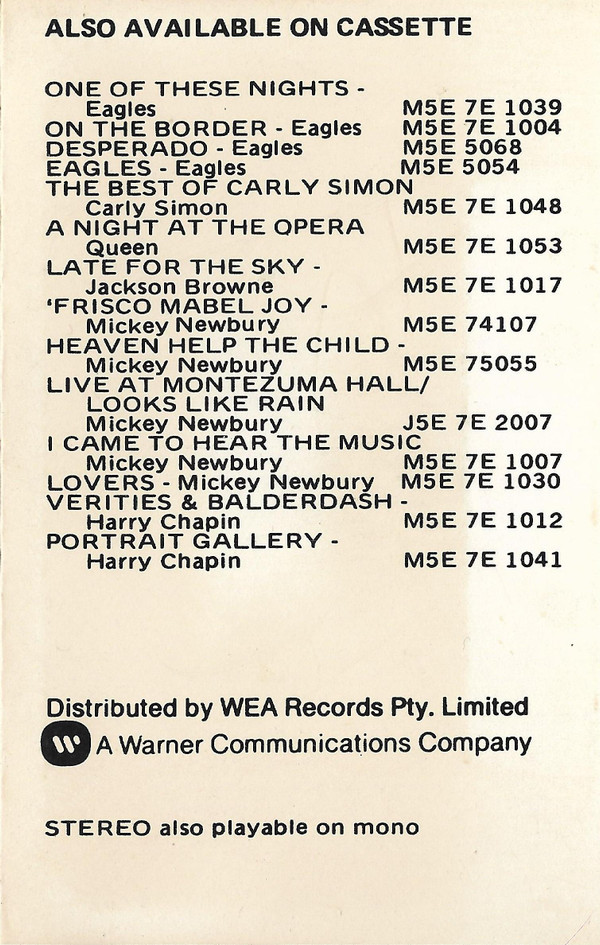 ALSO AVAILABLE ON CASSETTE
ONE OF THESE NIGHTS -
Eagles M5E 7E 1039
ON THE BORDER - Eagles M5E 7E 1004
DESPERADO - Eagles M5E 5068
EAGLES - Eagles M5E 5054
THE BEST OF CARLY SIMON
Carly Simon M5E 7E 1048
A NIGHT AT THE OPERA
Queen M5E 7E 1053
LATE FOR THE SKY -
Jackson Browne M5E 7E 1017
'FRISCO MABEL JOY -
Mickey Newbury M5E 74107
HEAVEN HELP THE CHILD -
Mickey Newbury M5E 75055
LIVE AT MONTEZUMA HALL/
LOOKS LIKE RAIN
Mickey Newbury J5E 7E 2007
I CAME TO HEAR THE MUSIC
Mickey Newbury M5E 7E 1007
LOVERS - Mickey Newbury M5E 7E 1030
VERITIES & BALDERDASH -
Harry Chapin M5E 7E 1012
PORTRAIT GALLERY -
Harry Chapin M5E 7E 1041
Distributed by WEA Records Pty. Limited
A Warner Communications Company
STEREO also playable on mono